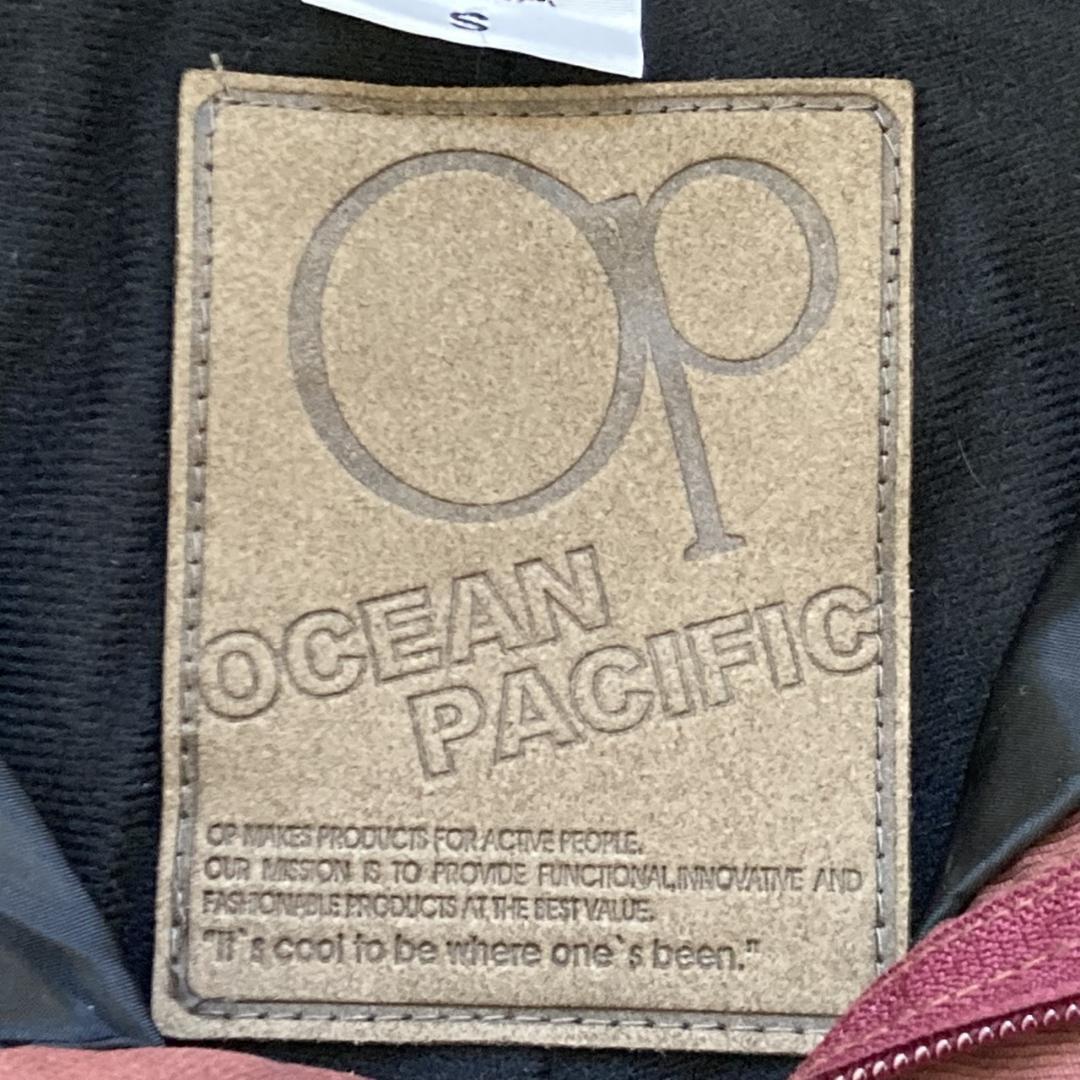 S
op
OCEAN
PACIFIC
OP MAKES PRODUCTS FOR ACTIVE PEOPLE.
OUR MISSION IS TO PROVIDE FUNCTIONAL,INNOVATIVE AND
FASHIONABLE PRODUCTS AT THE BEST VALUE.
"It`s cool to be where one`s been."